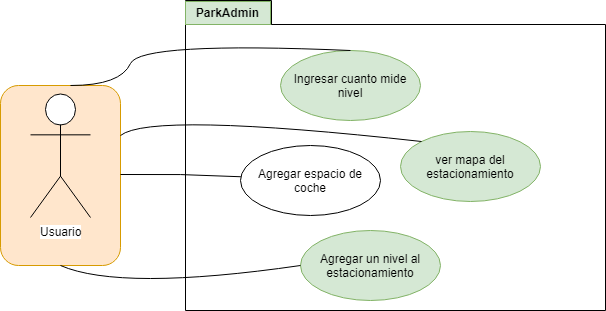 ParkAdmin
Ingresar cuanto mide
nivel
ver mapa del
estacionamiento
Agregar espacio de
coche
Usuario
Agregar un nivel al
estacionamiento